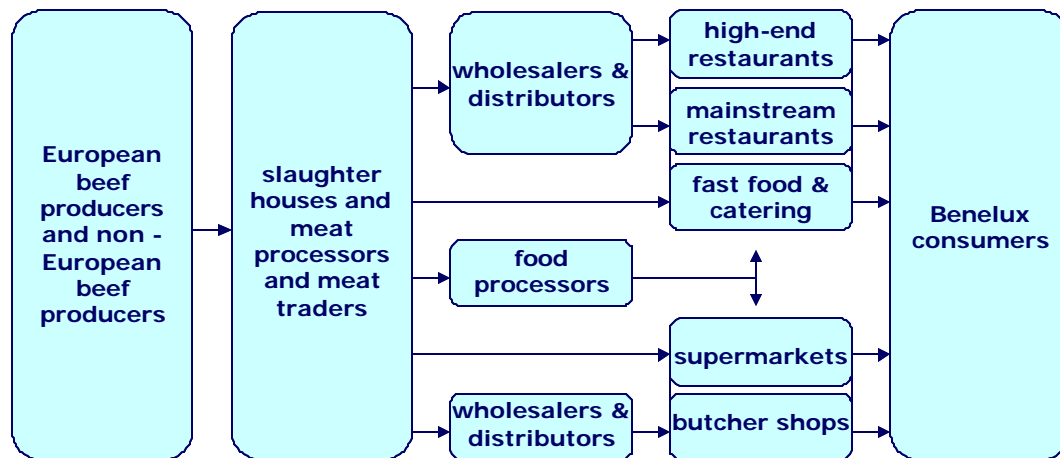 European
beef
producers
and non -
European
beef
producers
slaughter
houses and
meat
processors
and meat
traders
wholesalers &
distributors
food
processors
wholesalers &
distributors
high-end
restaurants
mainstream
restaurants
fast food &
catering
supermarkets
butcher shops
Benelux
consumers